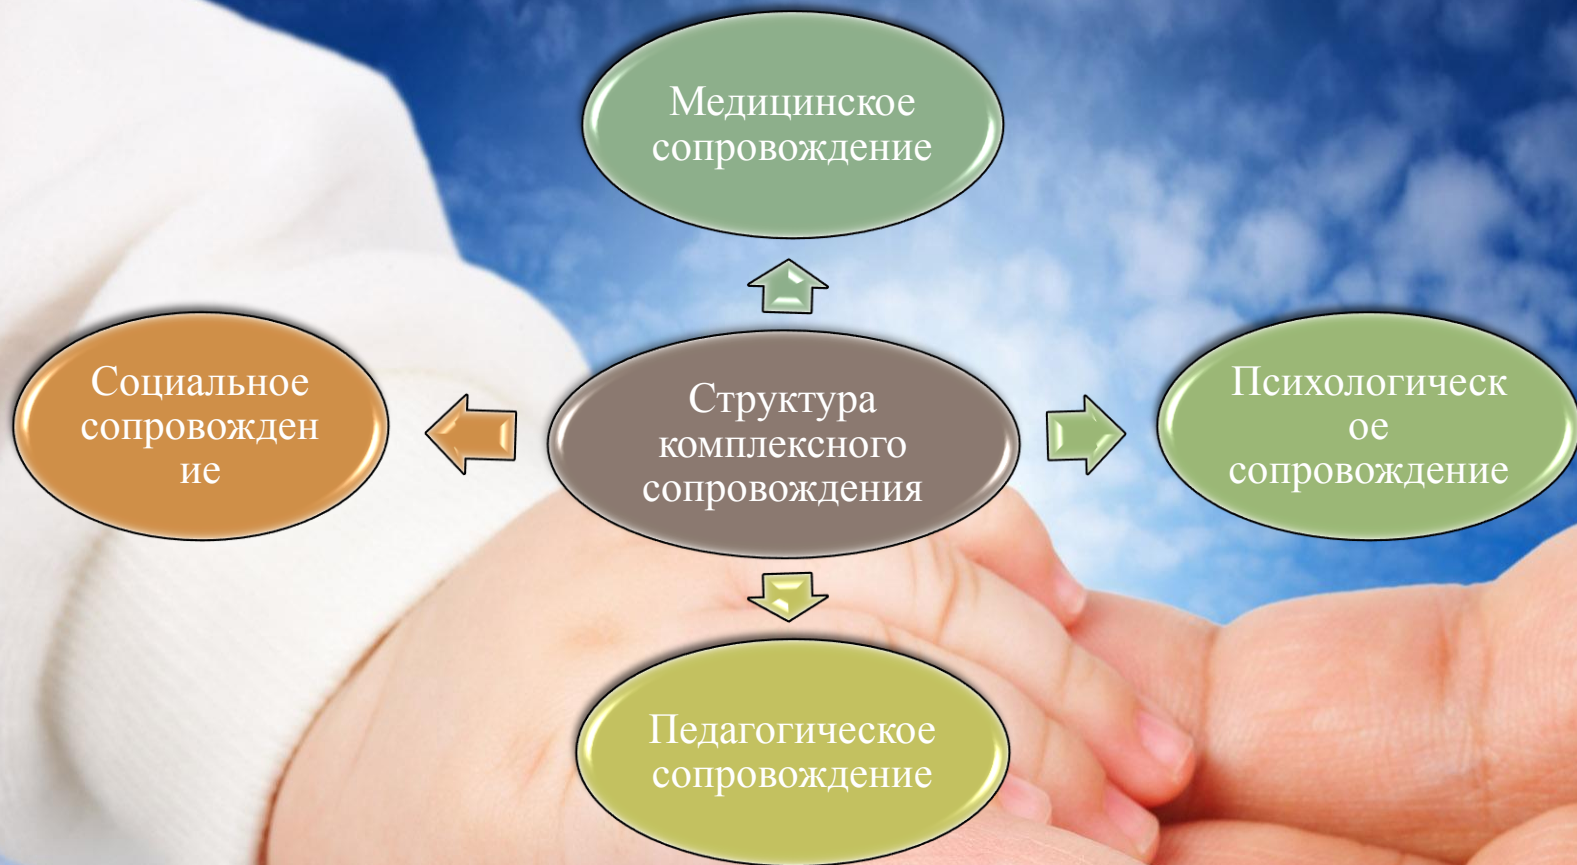 Медицинское
сопровождение
Социальное
сопровожден
ие
Структура
комплексного
сопровождения
Психологическ
ое
сопровождение
Педагогическое
сопровождение